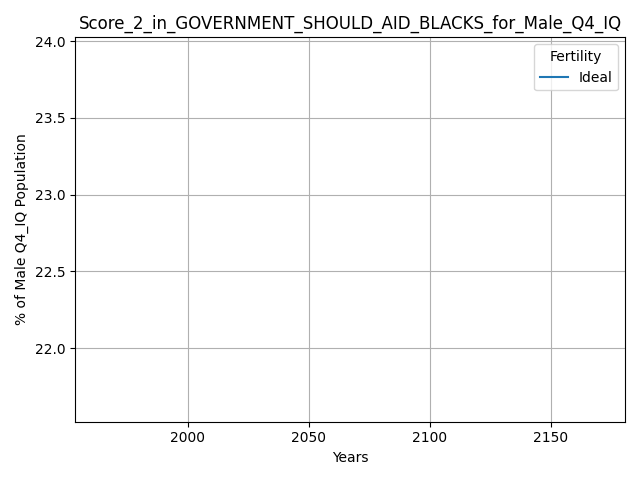 Score_2_in_GOVERNMENT_SHOULD_AID_BLACKS_for_Male_Q4_IQ
Fertility
Ideal
24.0
23.5
23.0
22.5
22.0
% of Male Q4_IQ Population
2000 2050 2100 2150
Years